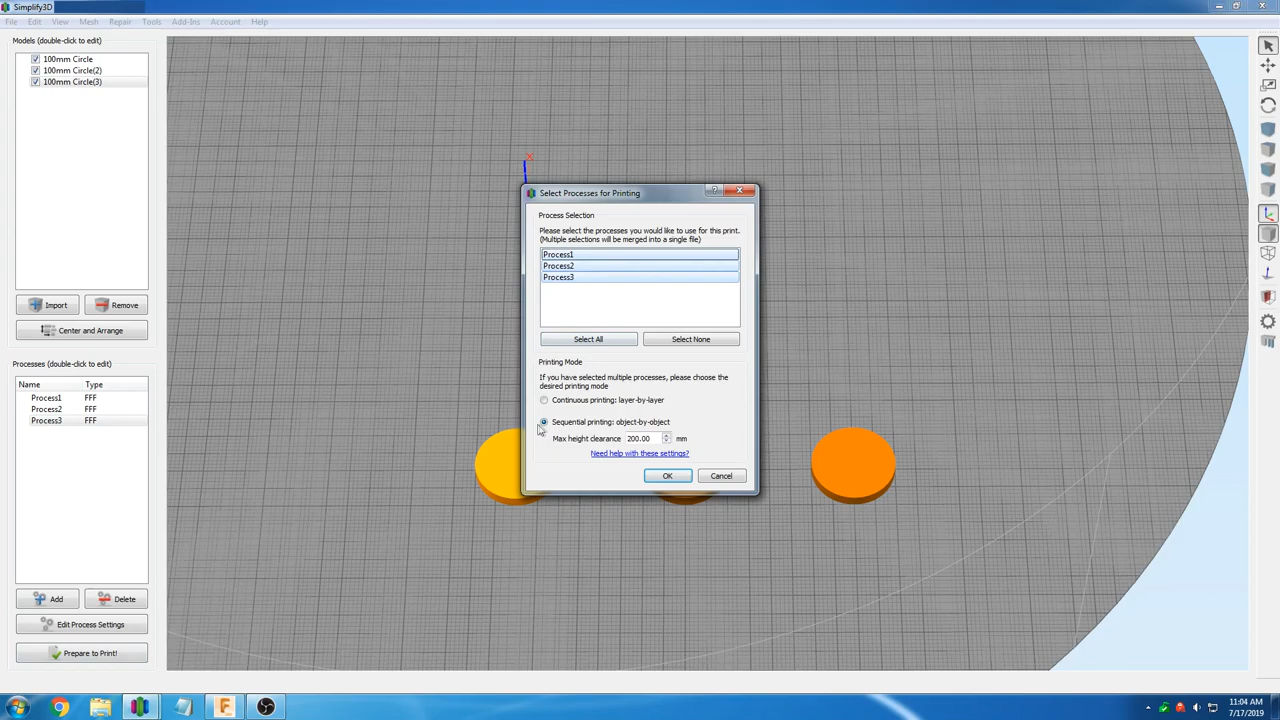 Simplify3D
File Edit View Mesh Repair Tools Add-Ins Account Help
Models (double-click to edit)
100mm Circle
100mm Circle(2)
100mm Circle(3)
Import Remove
Center and Arrange
Processes (double-click to edit)
Name Type
Process1 FFF
Process2 FFF
Process3 FFF
Add Delete
Edit Process Settings
Prepare to Print!
Select Processes for Printing
Process Selection
Please select the processes you would like to use for this print.
(Multiple selections will be merged into a single file)
Process1
Process2
Process3
Select All Select None
Printing Mode
If you have selected multiple processes, please choose the
desired printing mode
Continuous printing: layer-by-layer
Sequential printing: object-by-object
Max height clearance 200.00 mm
Need help with these settings?
OK Cancel
11:04 AM
7/17/2019